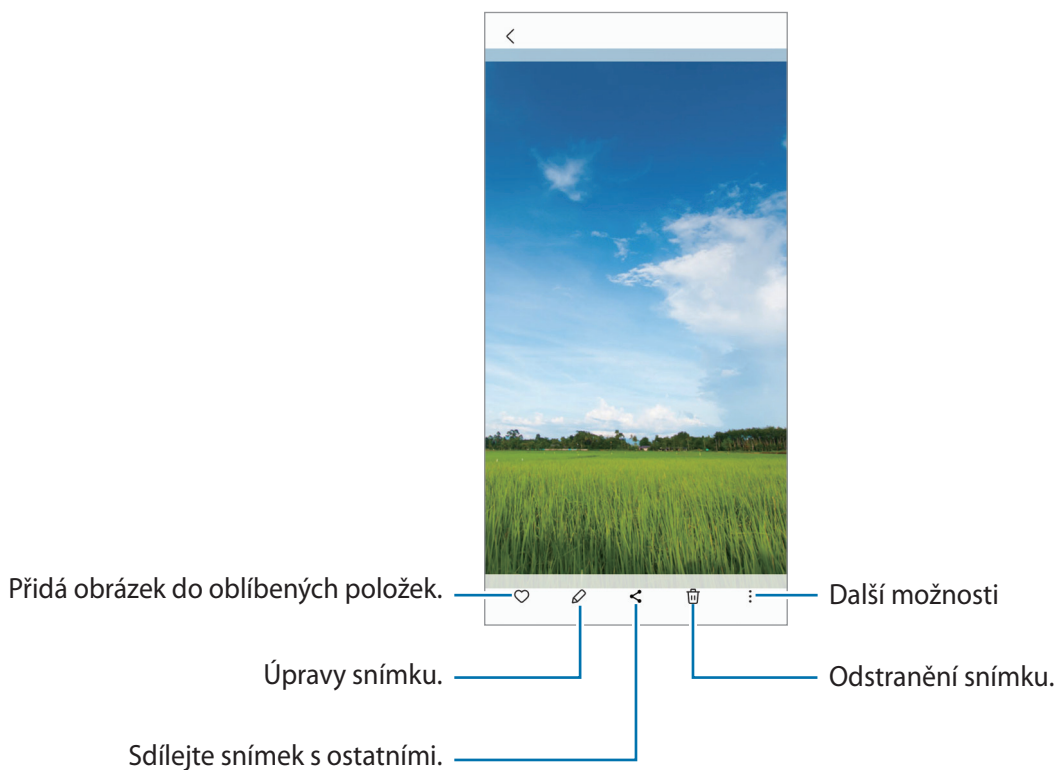 Přidá obrázek do oblíbených položek.
Další možnosti
Úpravy snímku.
Odstranění snímku.
Sdílejte snímek s ostatními.